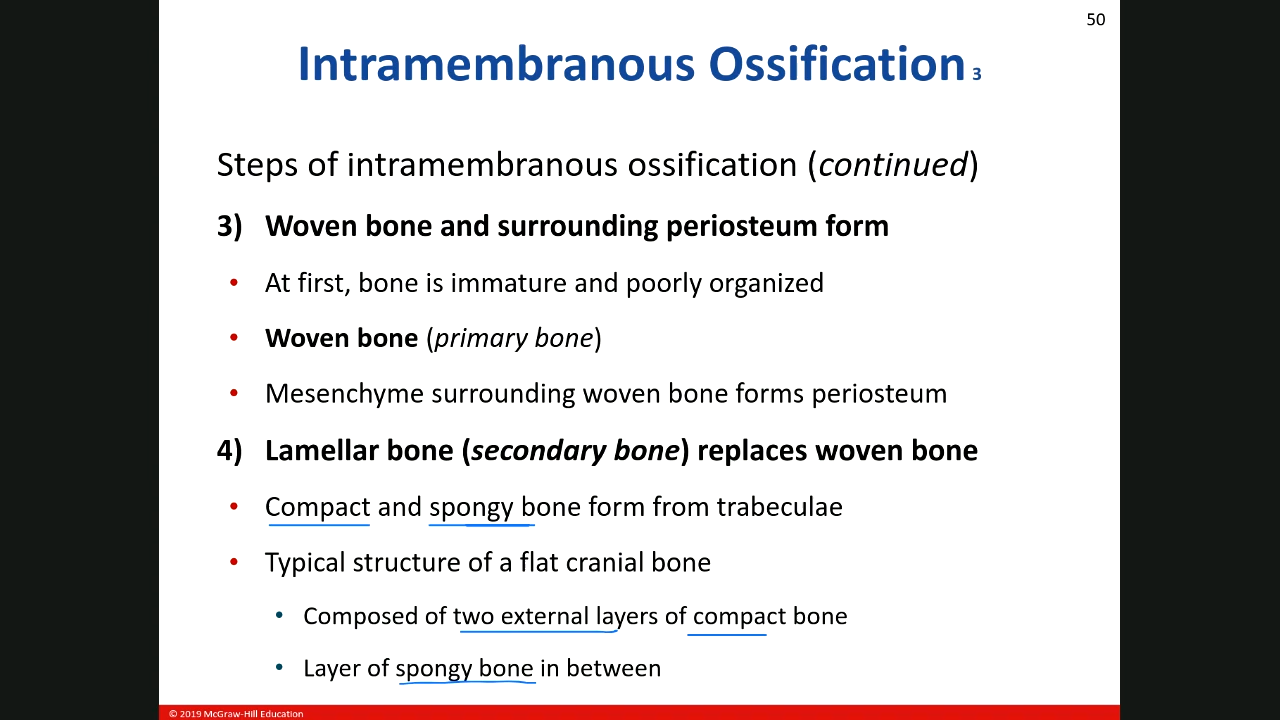 50
Intramembranous Ossification 3
Steps of intramembranous ossification (continued)
3) Woven bone and surrounding periosteum form
• At first, bone is immature and poorly organized
• Woven bone (primary bone)
• Mesenchyme surrounding woven bone forms periosteum
4) Lamellar bone (secondary bone) replaces woven bone
• Compact and spongy bone form from trabeculae
• Typical structure of a flat cranial bone
• Composed of two external layers of compact bone
• Layer of spongy bone in between
© 2019 McGraw-Hill Education